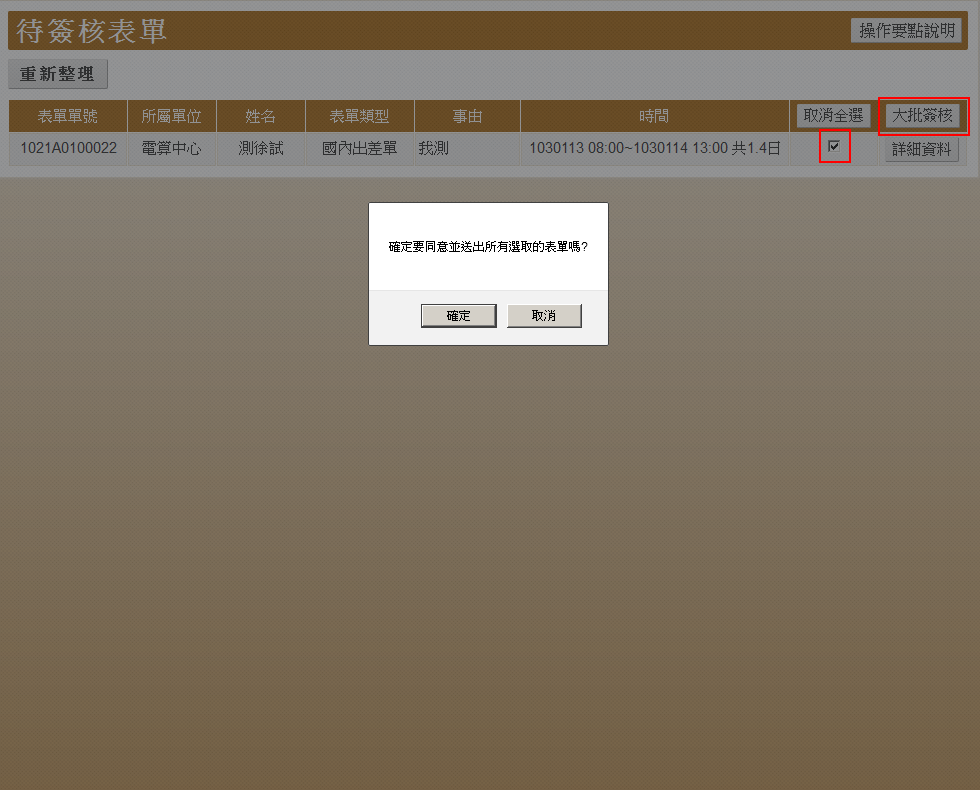 待簽核表單 操作要點說明
重新整理
表單單號 所屬單位 姓名 表單類型 事由 時間 取消全選 大批簽核
1021A0100022 電算中心 測徐試 國內出差單 我測 1030113 08:00~1030114 13:00 共1.4日 詳細資料
確定要同意並送出所有選取的表單嗎?
確定 取消